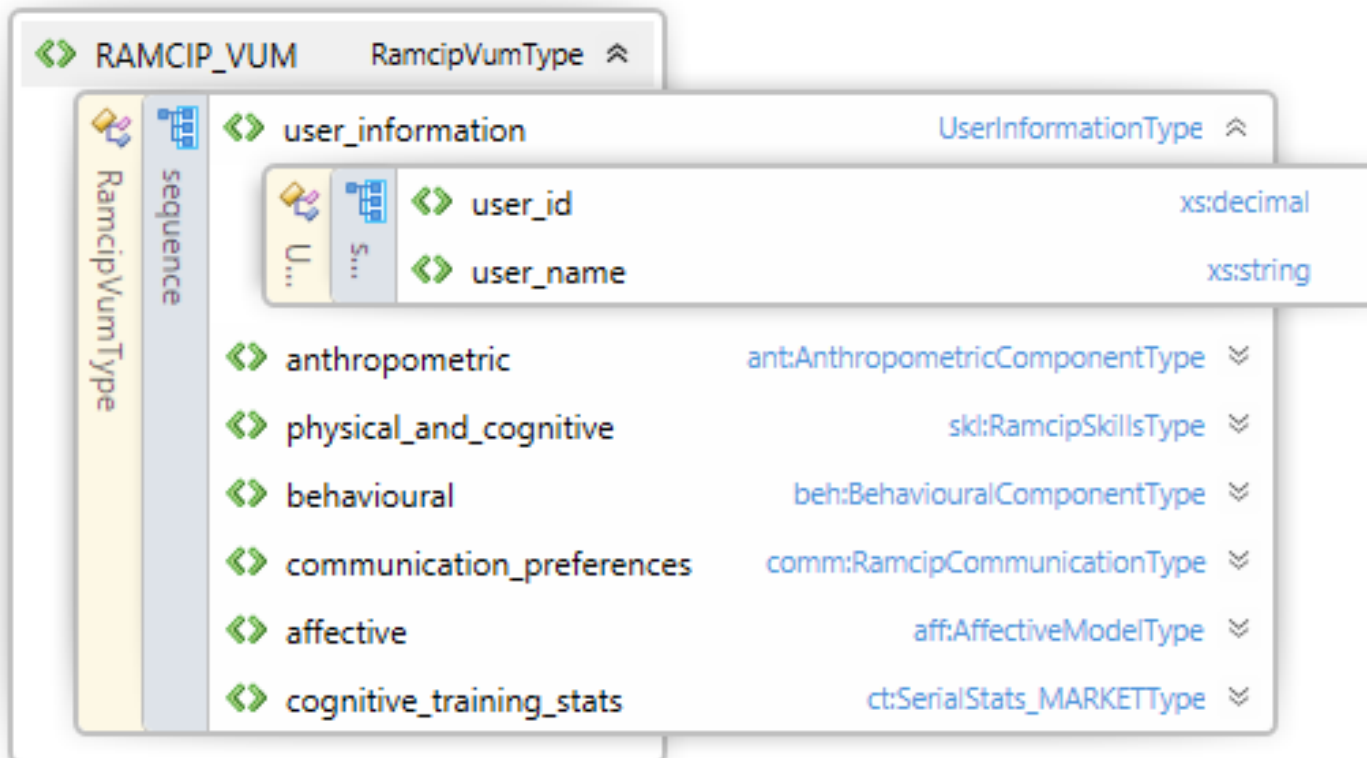 RAMCIP_VUM RamcipVumType
RamcipVumType
sequence
user_information UserInformationType
U...
s...
user_id xs:decimal
user_name xs:string
anthropometric ant:AnthropometricComponentType
physical_and_cognitive skl:RamcipSkillsType
behavioural beh:BehaviouralComponentType
communication_preferences comm:RamcipCommunicationType
affective aff:AffectiveModelType
cognitive_training_stats ct:SerialStats_MARKETType